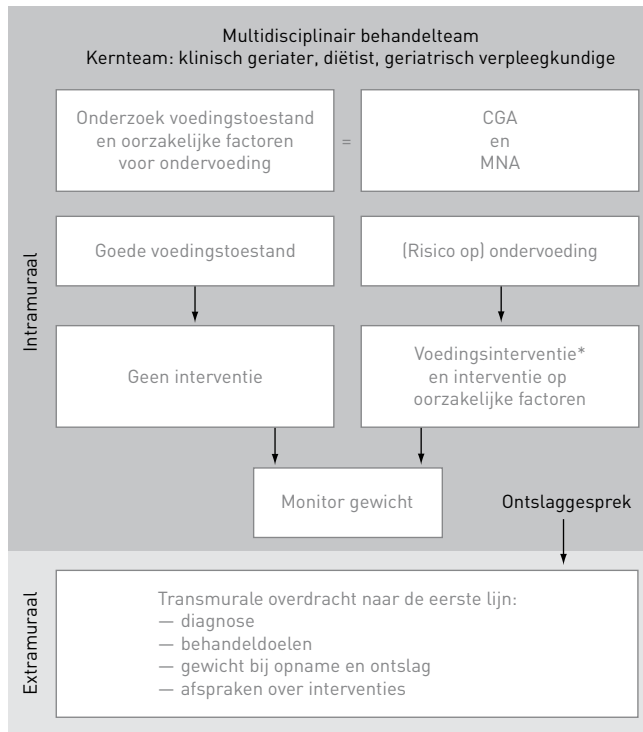 Multidisciplinair behandelteam
Kernteam: klinisch geriater, diëtist, geriatrisch verpleegkundige
Onderzoek voedingstoestand
en oorzakelijke factoren
voor ondervoeding
=
CGA
en
MNA
Intramuraal
Goede voedingstoestand
(Risico op) ondervoeding
Geen interventie
Voedingsinterventie*
en interventie op
oorzakelijke factoren
Monitor gewicht
Ontslaggesprek
Extramuraal
Transmurale overdracht naar de eerste lijn:
— diagnose
— behandeldoelen
— gewicht bij opname en ontslag
— afspraken over interventies